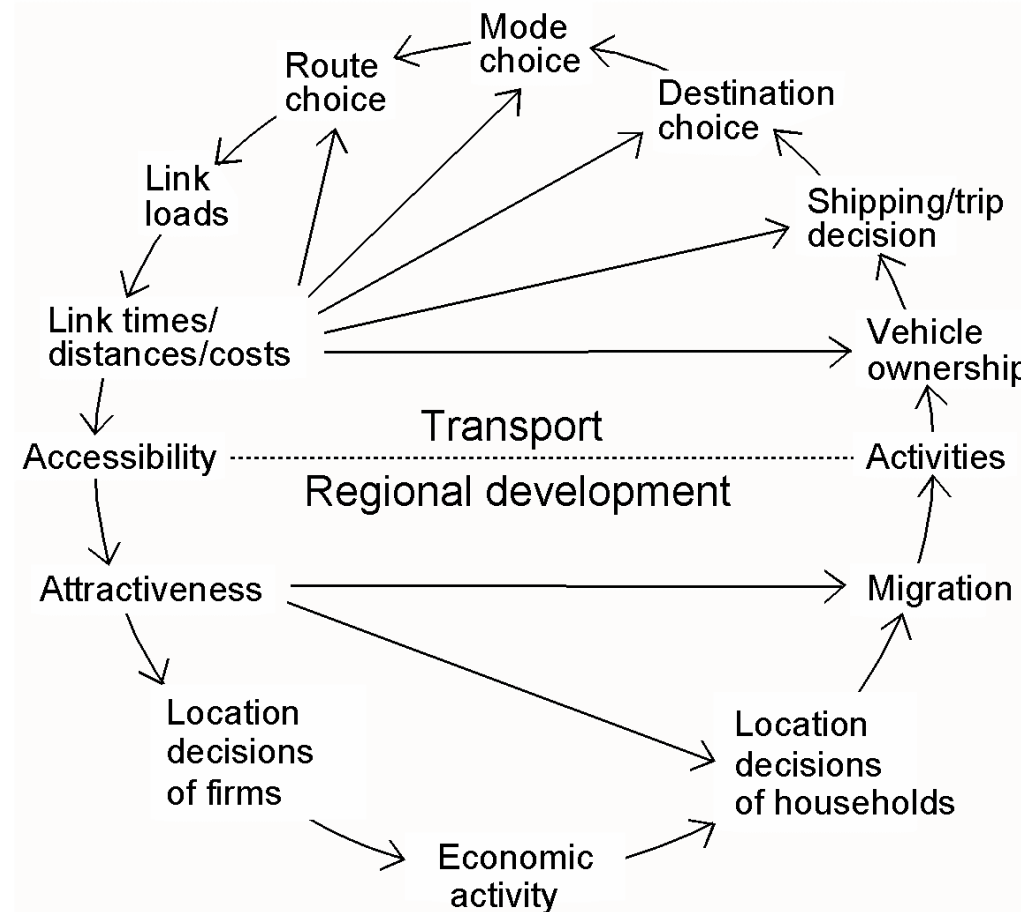 Mode
choice
Route
choice
Destination
choice
Link
loads
Shipping/trip
decision
Link times/
distances/costs
Vehicle
ownership
Transport
Accessibility
Activities
Regional development
Attractiveness
Migration
Location
decisions
of firms
Location
decisions
of households
Economic
activity